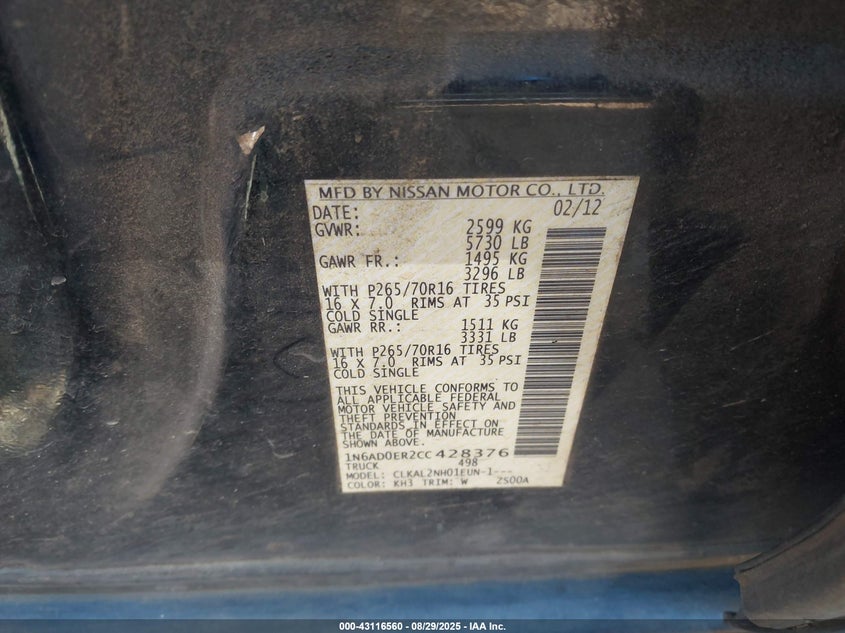 MFD BY NISSAN MOTOR CO., LTD.
DATE: 02/12
GVWR: 2599 KG
5730 LB
GAWR FR.: 1495 KG
3296 LB
WITH P265/70R16 TIRES
16 X 7.0 RIMS AT 35 PSI
COLD SINGLE
GAWR RR.: 1511 KG
3331 LB
WITH P265/70R16 TIRES
16 X 7.0 RIMS AT 35 PSI
COLD SINGLE
THIS VEHICLE CONFORMS TO
ALL APPLICABLE FEDERAL
MOTOR VEHICLE SAFETY AND
THEFT PREVENTION
STANDARDS IN EFFECT ON
THE DATE OF MANUFACTURE
SHOWN ABOVE.
1N6AD0ER2CC428376
TRUCK 498
MODEL: CLKAL2NH01EUN-1---
COLOR: KH3 TRIM: W ZS00A
000-43116560 - 08/29/2025 - IAA Inc.